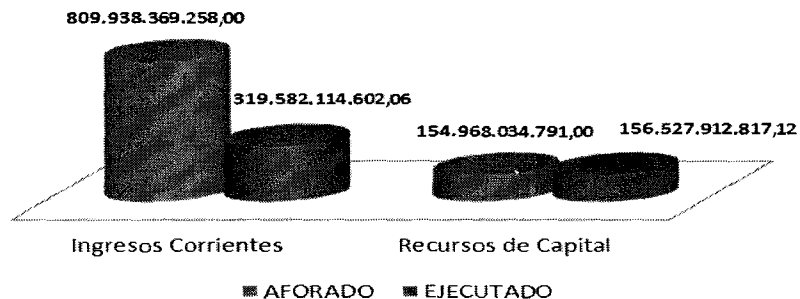 809.938.369.258,00
319.582.114.602,06
154.968.034.791,00
156.527.912.817,12
Ingresos Corrientes
Recursos de Capital
AFORADO
EJECUTADO